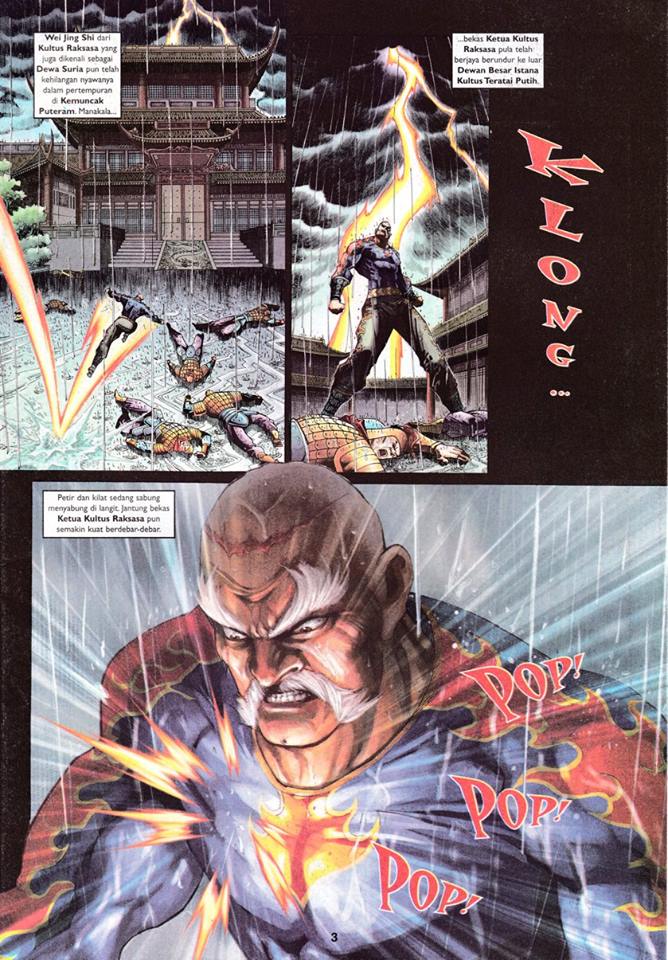 Wei Jing Shi dari
Kultus Raksasa yang
juga dikenali sebagai
Dewa Suria pun telah
kehilangan nyawanya
dalam pertempuran
di Kemuncak
Puteram. Manakala...
...bekas Ketua Kultus
Raksasa pula telah
berjaya berundur ke luar
Dewan Besar Istana
Kultus Teratai Putih.
KLONG...
Petir dan kilat sedang sabung
menyabung di langit. Jantung bekas
Ketua Kultus Raksasa pun
semakin kuat berdebar-debar.
POP!
POP!
POP!
3